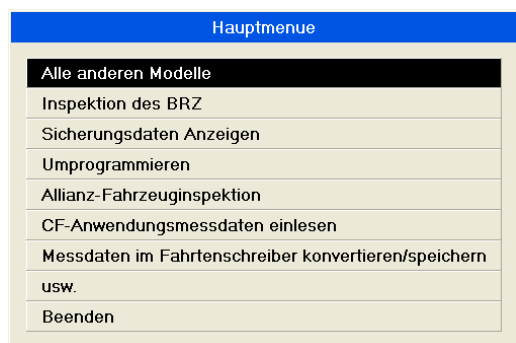 Hauptmenue
Alle anderen Modelle
Inspektion des BRZ
Sicherungsdaten Anzeigen
Umprogrammieren
Allianz-Fahrzeuginspektion
CF-Anwendungsmessdaten einlesen
Messdaten im Fahrtenschreiber konvertieren/speichern
usw.
Beenden